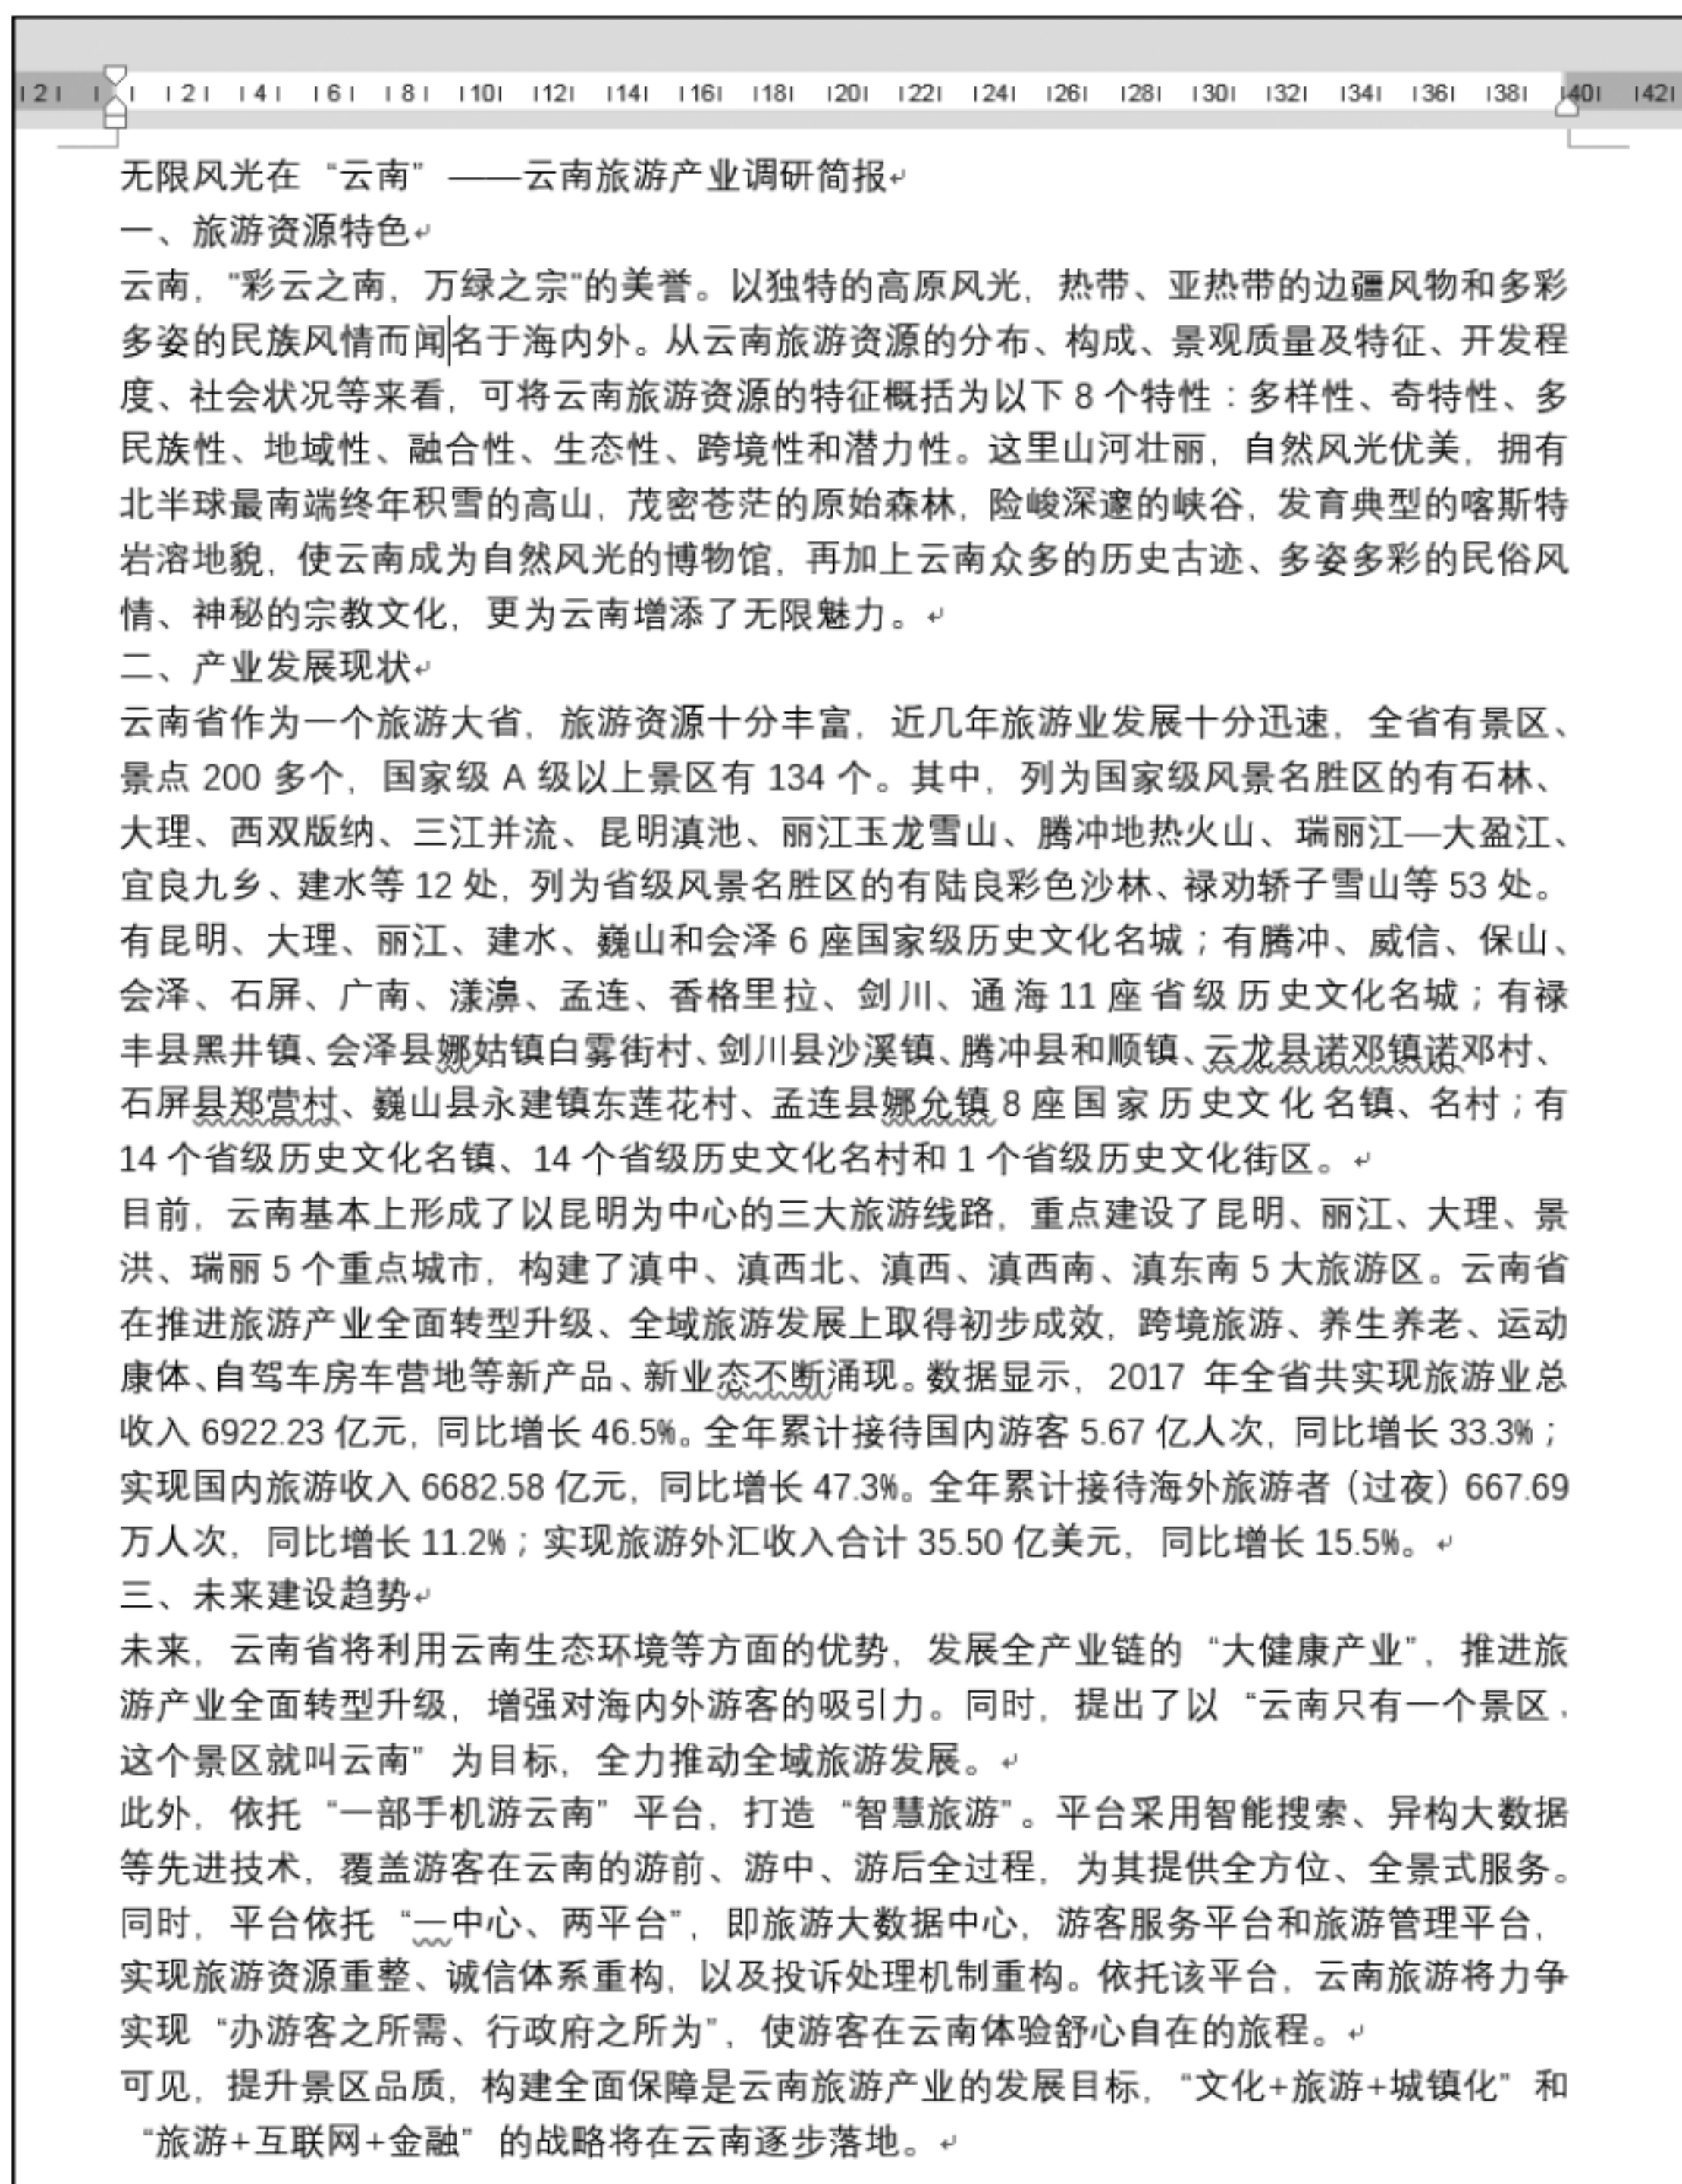 2 2 4 6 8 10 12 14 16 18 20 22 24 26 28 30 32 34 36 38 40 42
无限风光在“云南”——云南旅游产业调研简报
一、旅游资源特色
云南，"彩云之南，万绿之宗"的美誉。以独特的高原风光，热带、亚热带的边疆风物和多彩
多姿的民族风情而闻名于海内外。从云南旅游资源的分布、构成、景观质量及特征、开发程
度、社会状况等来看，可将云南旅游资源的特征概括为以下 8 个特性：多样性、奇特性、多
民族性、地域性、融合性、生态性、跨境性和潜力性。这里山河壮丽，自然风光优美，拥有
北半球最南端终年积雪的高山，茂密苍茫的原始森林，险峻深邃的峡谷，发育典型的喀斯特
岩溶地貌，使云南成为自然风光的博物馆，再加上云南众多的历史古迹、多姿多彩的民俗风
情、神秘的宗教文化，更为云南增添了无限魅力。
二、产业发展现状
云南省作为一个旅游大省，旅游资源十分丰富，近几年旅游业发展十分迅速，全省有景区、
景点 200 多个，国家级 A 级以上景区有 134 个。其中，列为国家级风景名胜区的有石林、
大理、西双版纳、三江并流、昆明滇池、丽江玉龙雪山、腾冲地热火山、瑞丽江—大盈江、
宜良九乡、建水等 12 处，列为省级风景名胜区的有陆良彩色沙林、禄劝轿子雪山等 53 处。
有昆明、大理、丽江、建水、巍山和会泽 6 座国家级历史文化名城；有腾冲、威信、保山、
会泽、石屏、广南、漾濞、孟连、香格里拉、剑川、通海 11 座省级历史文化名城；有禄
丰县黑井镇、会泽县娜姑镇白雾街村、剑川县沙溪镇、腾冲县和顺镇、云龙县诺邓镇诺邓村、
石屏县郑营村、巍山县永建镇东莲花村、孟连县娜允镇 8 座国家历史文化名镇、名村；有
14 个省级历史文化名镇、14 个省级历史文化名村和 1 个省级历史文化街区。
目前，云南基本上形成了以昆明为中心的三大旅游线路，重点建设了昆明、丽江、大理、景
洪、瑞丽 5 个重点城市，构建了滇中、滇西北、滇西、滇西南、滇东南 5 大旅游区。云南省
在推进旅游产业全面转型升级、全域旅游发展上取得初步成效，跨境旅游、养生养老、运动
康体、自驾车房车营地等新产品、新业态不断涌现。数据显示，2017 年全省共实现旅游业总
收入 6922.23 亿元，同比增长 46.5%。全年累计接待国内游客 5.67 亿人次，同比增长 33.3%；
实现国内旅游收入 6682.58 亿元，同比增长 47.3%。全年累计接待海外旅游者（过夜）667.69
万人次，同比增长 11.2%；实现旅游外汇收入合计 35.50 亿美元，同比增长 15.5%。
三、未来建设趋势
未来，云南省将利用云南生态环境等方面的优势，发展全产业链的“大健康产业”，推进旅
游产业全面转型升级，增强对海内外游客的吸引力。同时，提出了以“云南只有一个景区，
这个景区就叫云南”为目标，全力推动全域旅游发展。
此外，依托“一部手机游云南”平台，打造“智慧旅游”。平台采用智能搜索、异构大数据
等先进技术，覆盖游客在云南的游前、游中、游后全过程，为其提供全方位、全景式服务。
同时，平台依托“一中心、两平台”，即旅游大数据中心，游客服务平台和旅游管理平台，
实现旅游资源重整、诚信体系重构，以及投诉处理机制重构。依托该平台，云南旅游将力争
实现“办游客之所需、行政府之所为”，使游客在云南体验舒心自在的旅程。
可见，提升景区品质，构建全面保障是云南旅游产业的发展目标，“文化+旅游+城镇化”和
“旅游+互联网+金融”的战略将在云南逐步落地。